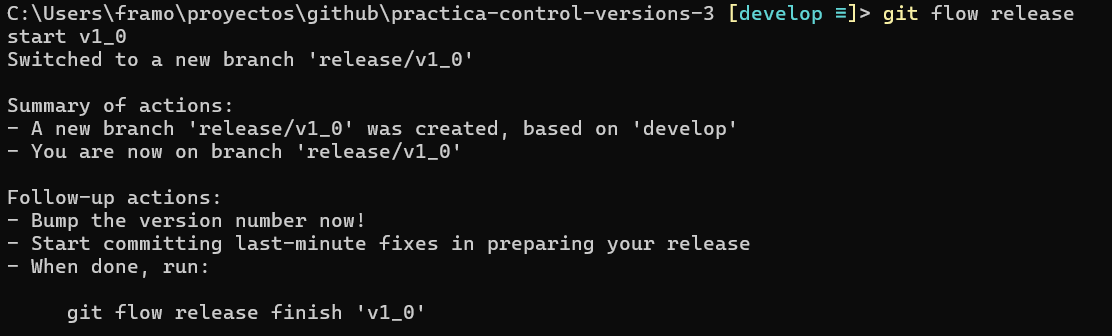 C:\Users\framo\proyectos\github\practica-control-versions-3 [develop ≡]> git flow release
start v1_0
Switched to a new branch 'release/v1_0'
Summary of actions:
- A new branch 'release/v1_0' was created, based on 'develop'
- You are now on branch 'release/v1_0'
Follow-up actions:
- Bump the version number now!
- Start committing last-minute fixes in preparing your release
- When done, run:
git flow release finish 'v1_0'